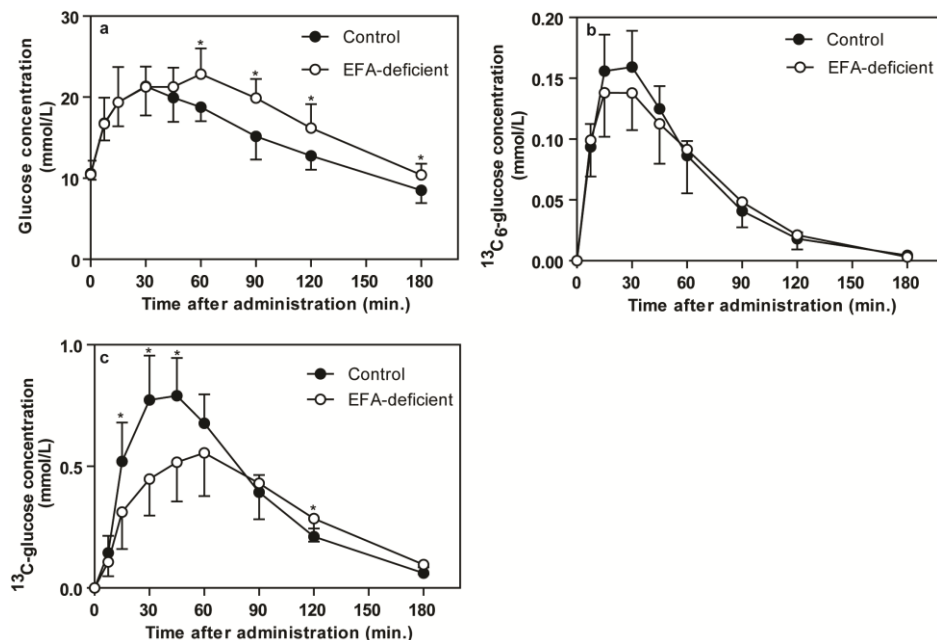 a
30
20
10
0
Glucose concentration
(mmol/L)
*
*
*
*
Control
EFA-deficient
0 30 60 90 120 150 180
Time after administration (min.)
b
0.20
0.15
0.10
0.05
0.00
13C6-glucose concentration
(mmol/L)
Control
EFA-deficient
0 30 60 90 120 150 180
Time after administration (min.)
c
1.0
0.5
0.0
13C-glucose concentration
(mmol/L)
*
*
*
*
Control
EFA-deficient
0 30 60 90 120 150 180
Time after administration (min.)